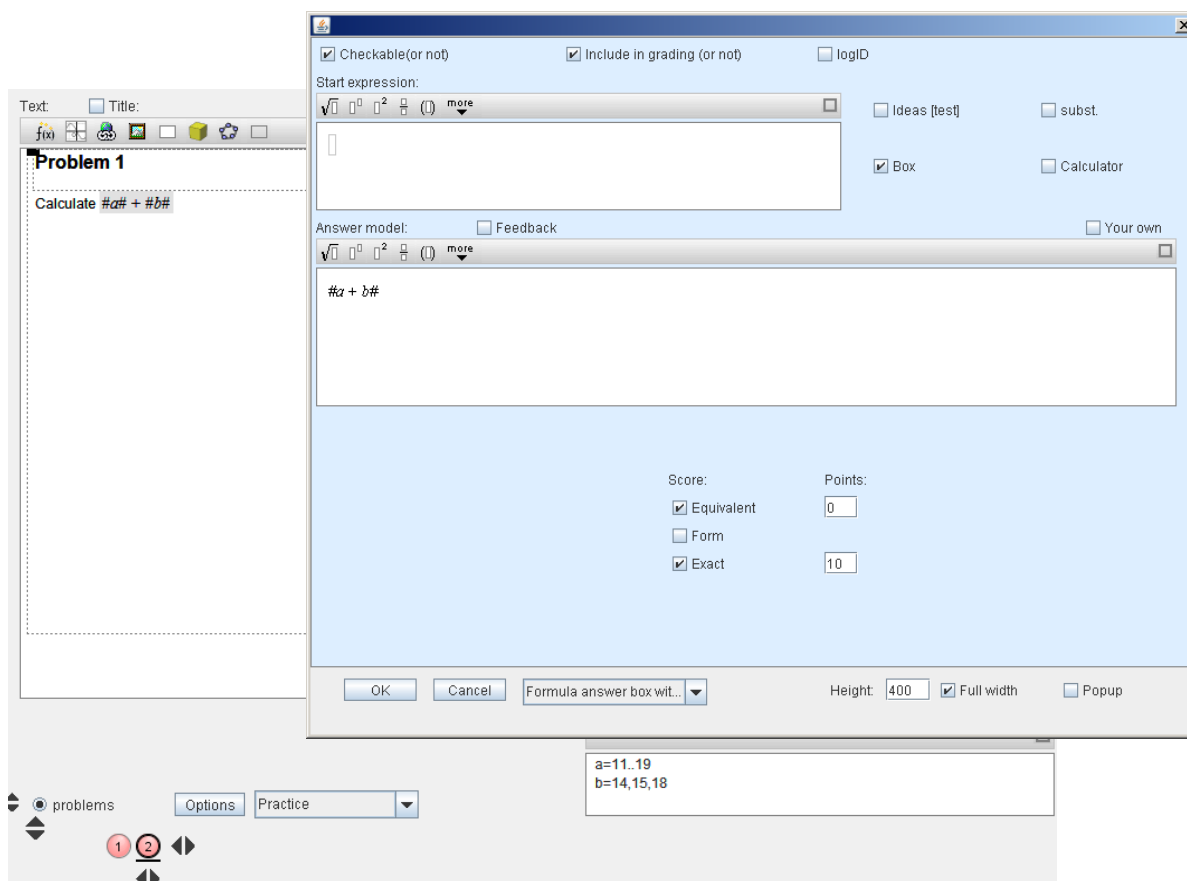 Checkable(or not) Include in grading (or not) logID
Start expression:
more
Ideas [test] subst.
Box Calculator
Answer model: Feedback Your own
more
#a + b#
Score: Points:
Equivalent 0
Form
Exact 10
OK Cancel Formula answer box wit... Height: 400 Full width Popup
Text: Title:
f(x)
Problem 1
Calculate #a# + #b#
a=11..19
b=14,15,18
problems Options Practice
1 2